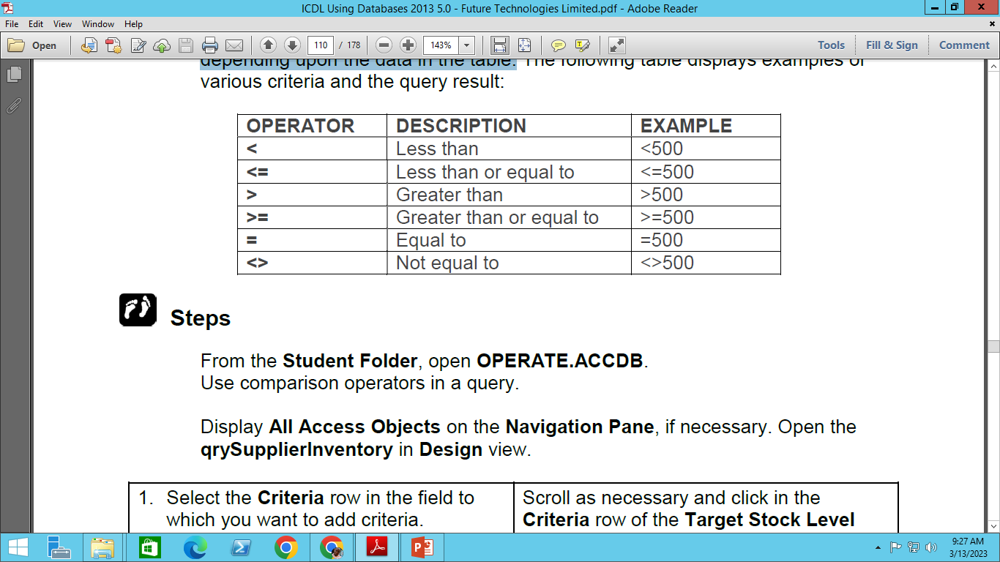 ICDL Using Databases 2013 5.0 - Future Technologies Limited.pdf - Adobe Reader
File Edit View Window Help
Open 110 / 178 143% Tools Fill & Sign Comment
depending upon the data in the table. The following table displays examples of
various criteria and the query result:
OPERATOR DESCRIPTION EXAMPLE
< Less than <500
<= Less than or equal to <=500
> Greater than >500
>= Greater than or equal to >=500
= Equal to =500
<> Not equal to <>500
Steps
From the Student Folder, open OPERATE.ACCDB.
Use comparison operators in a query.
Display All Access Objects on the Navigation Pane, if necessary. Open the
qrySupplierInventory in Design view.
1. Select the Criteria row in the field to
which you want to add criteria.
Scroll as necessary and click in the
Criteria row of the Target Stock Level
9:27 AM
3/13/2023